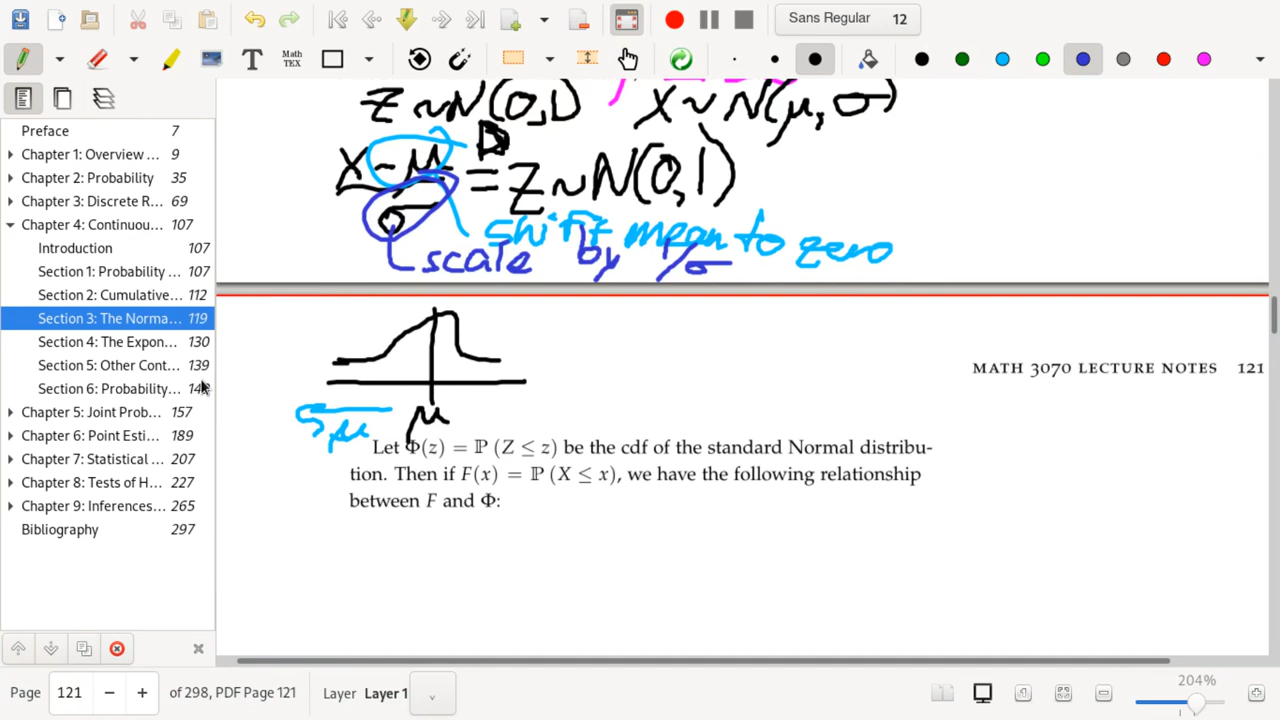 Sans Regular 12
Math TEX
Preface 7
Chapter 1: Overview ... 9
Chapter 2: Probability 35
Chapter 3: Discrete R... 69
Chapter 4: Continuou... 107
Introduction 107
Section 1: Probability ... 107
Section 2: Cumulative... 112
Section 3: The Norma... 119
Section 4: The Expon... 130
Section 5: Other Cont... 139
Section 6: Probability...
Chapter 5: Joint Prob... 157
Chapter 6: Point Esti... 189
Chapter 7: Statistical ... 207
Chapter 8: Tests of H... 227
Chapter 9: Inferences... 265
Bibliography 297
Z ~ N(0,1) X ~ N(μ, σ)
X - μ
σ
D
= Z ~ N(0,1)
shift mean to zero
scale by 1/σ
MATH 3070 LECTURE NOTES 121
μ
Let Φ(z) = ℙ (Z ≤ z) be the cdf of the standard Normal distribu-
tion. Then if F(x) = ℙ (X ≤ x), we have the following relationship
between F and Φ:
Page 121 of 298, PDF Page 121 Layer Layer 1
204%